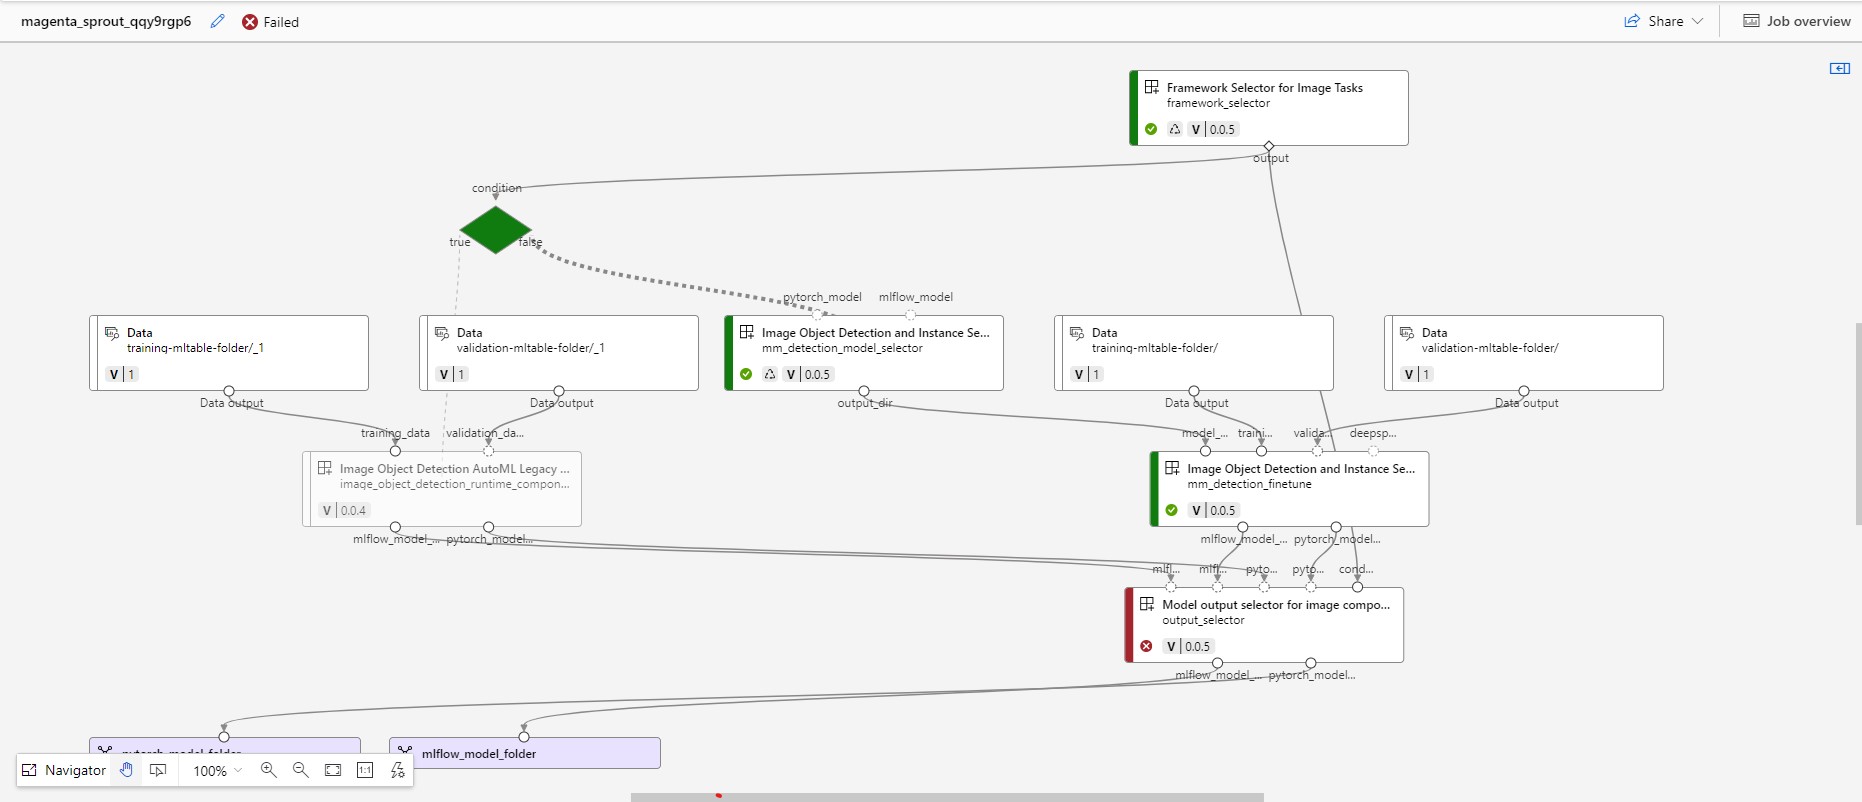 magenta_sprout_qqy9rgp6 Failed Share Job overview
Framework Selector for Image Tasks
framework_selector
V 0.0.5
output
condition
true false
pytorch_model mlflow_model
Data
training-mltable-folder/_1
V 1
Data output
Data
validation-mltable-folder/_1
V 1
Data output
Image Object Detection and Instance Se...
mm_detection_model_selector
V 0.0.5
output_dir
Data
training-mltable-folder/
V 1
Data output
Data
validation-mltable-folder/
V 1
Data output
training_data validation_da...
Image Object Detection AutoML Legacy ...
image_object_detection_runtime_compon...
V 0.0.4
mlflow_model_... pytorch_model...
model_... traini... valida... deepsp...
Image Object Detection and Instance Se...
mm_detection_finetune
V 0.0.5
mlflow_model_... pytorch_model...
mlfl... mlfl... pyto... pyto... cond...
Model output selector for image compo...
output_selector
V 0.0.5
mlflow_model_... pytorch_model...
pytorch_model_folder
mlflow_model_folder
Navigator 100% 1:1